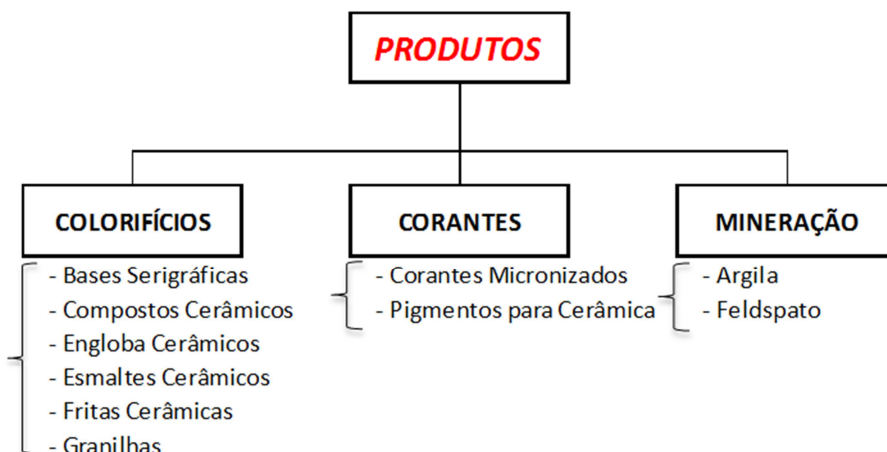 PRODUTOS
COLORIFÍCIOS
- Bases Serigráficas
- Compostos Cerâmicos
- Engloba Cerâmicos
- Esmaltes Cerâmicos
- Fritas Cerâmicas
- Granilhas
CORANTES
- Corantes Micronizados
- Pigmentos para Cerâmica
MINERAÇÃO
- Argila
- Feldspato